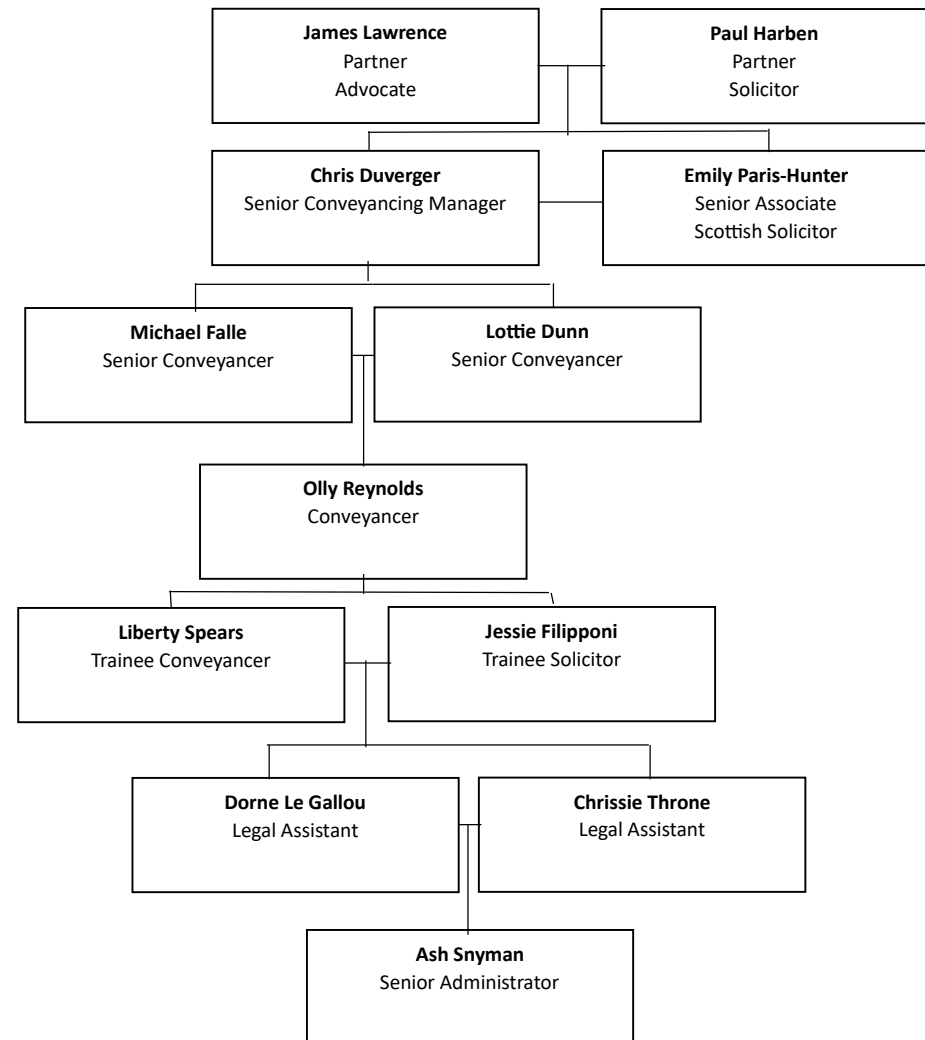 James Lawrence
Partner
Advocate
Paul Harben
Partner
Solicitor
Chris Duverger
Senior Conveyancing Manager
Emily Paris-Hunter
Senior Associate
Scottish Solicitor
Michael Falle
Senior Conveyancer
Lottie Dunn
Senior Conveyancer
Olly Reynolds
Conveyancer
Liberty Spears
Trainee Conveyancer
Jessie Filipponi
Trainee Solicitor
Dorne Le Gallou
Legal Assistant
Chrissie Throne
Legal Assistant
Ash Snyman
Senior Administrator